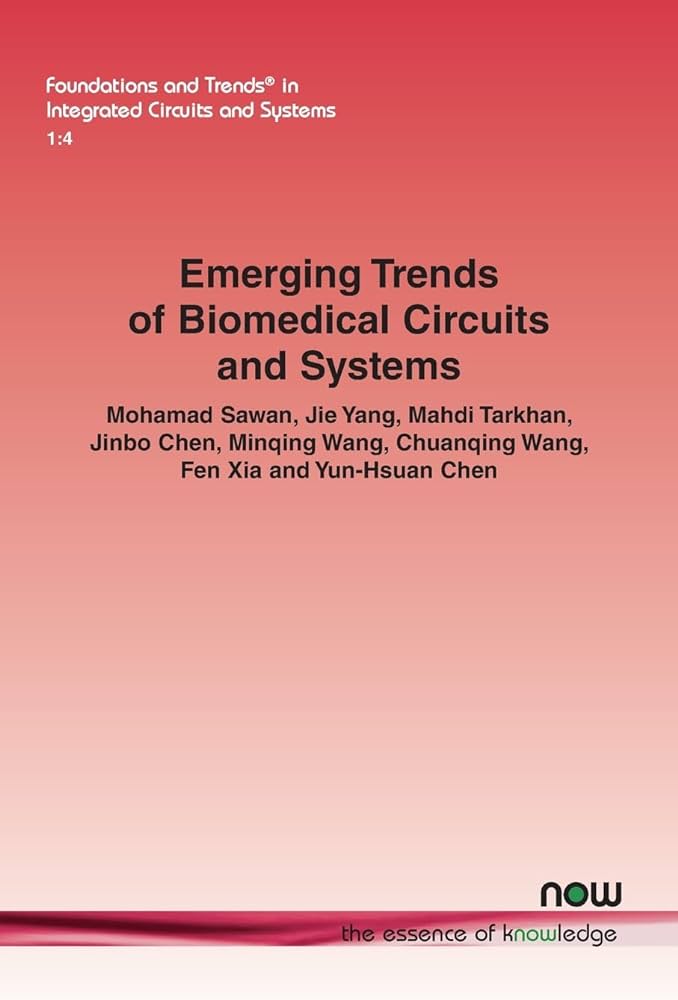 Foundations and Trends® in
Integrated Circuits and Systems
1:4
Emerging Trends
of Biomedical Circuits
and Systems
Mohamad Sawan, Jie Yang, Mahdi Tarkhan,
Jinbo Chen, Minqing Wang, Chuanqing Wang,
Fen Xia and Yun-Hsuan Chen
now
the essence of knowledge